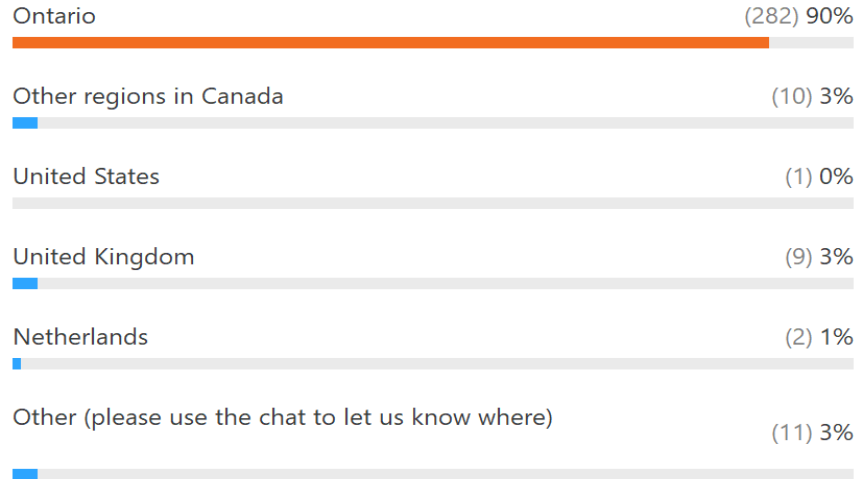 Ontario (282) 90%
Other regions in Canada (10) 3%
United States (1) 0%
United Kingdom (9) 3%
Netherlands (2) 1%
Other (please use the chat to let us know where)
(11) 3%